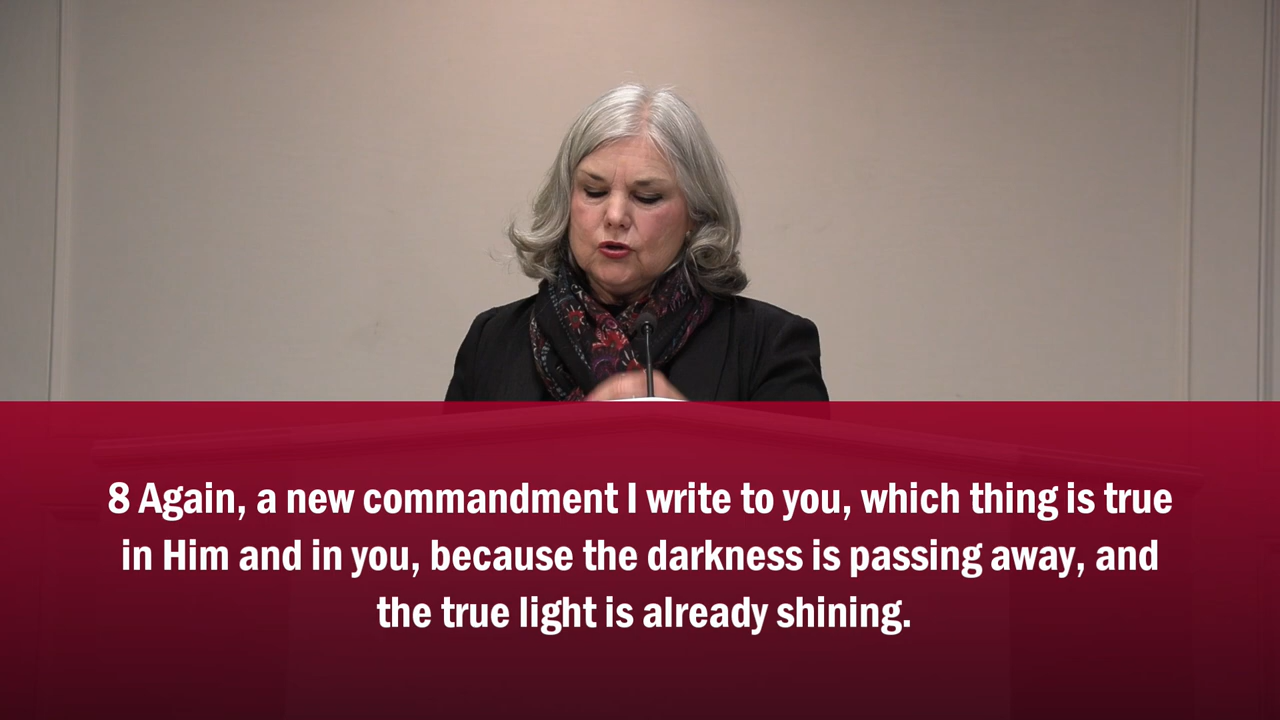 8 Again, a new commandment I write to you, which thing is true
in Him and in you, because the darkness is passing away, and
the true light is already shining.